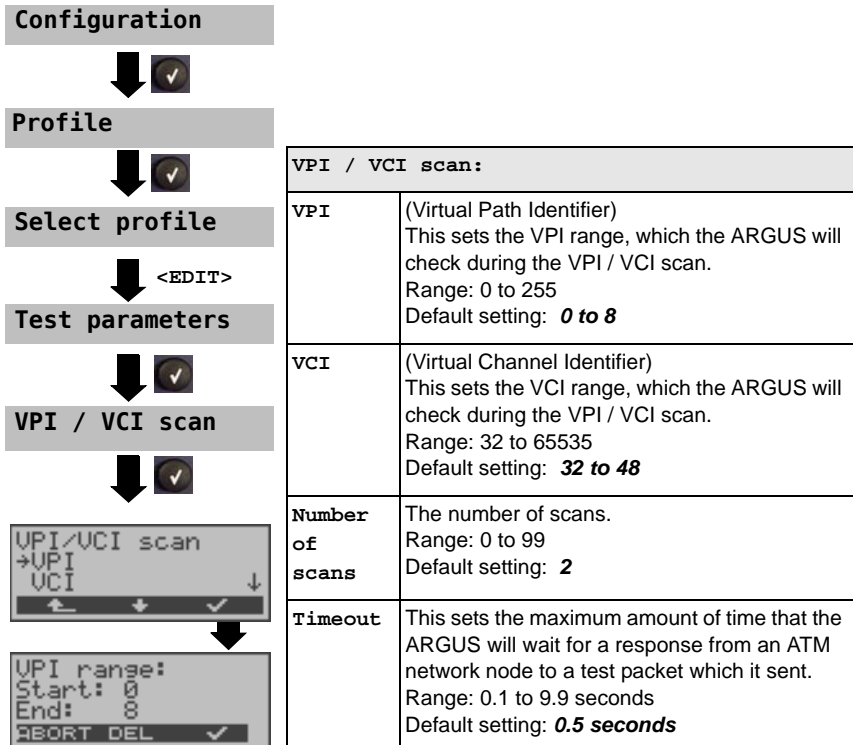 Configuration
Profile
Select profile
<EDIT>
Test parameters
VPI / VCI scan
VPI/VCI scan
→VPI
VCI ↓
VPI range:
Start: 0
End: 8
ABORT DEL
VPI / VCI scan:
VPI
(Virtual Path Identifier)
This sets the VPI range, which the ARGUS will
check during the VPI / VCI scan.
Range: 0 to 255
Default setting: 0 to 8
VCI
(Virtual Channel Identifier)
This sets the VCI range, which the ARGUS will
check during the VPI / VCI scan.
Range: 32 to 65535
Default setting: 32 to 48
Number
of
scans
The number of scans.
Range: 0 to 99
Default setting: 2
Timeout
This sets the maximum amount of time that the
ARGUS will wait for a response from an ATM
network node to a test packet which it sent.
Range: 0.1 to 9.9 seconds
Default setting: 0.5 seconds